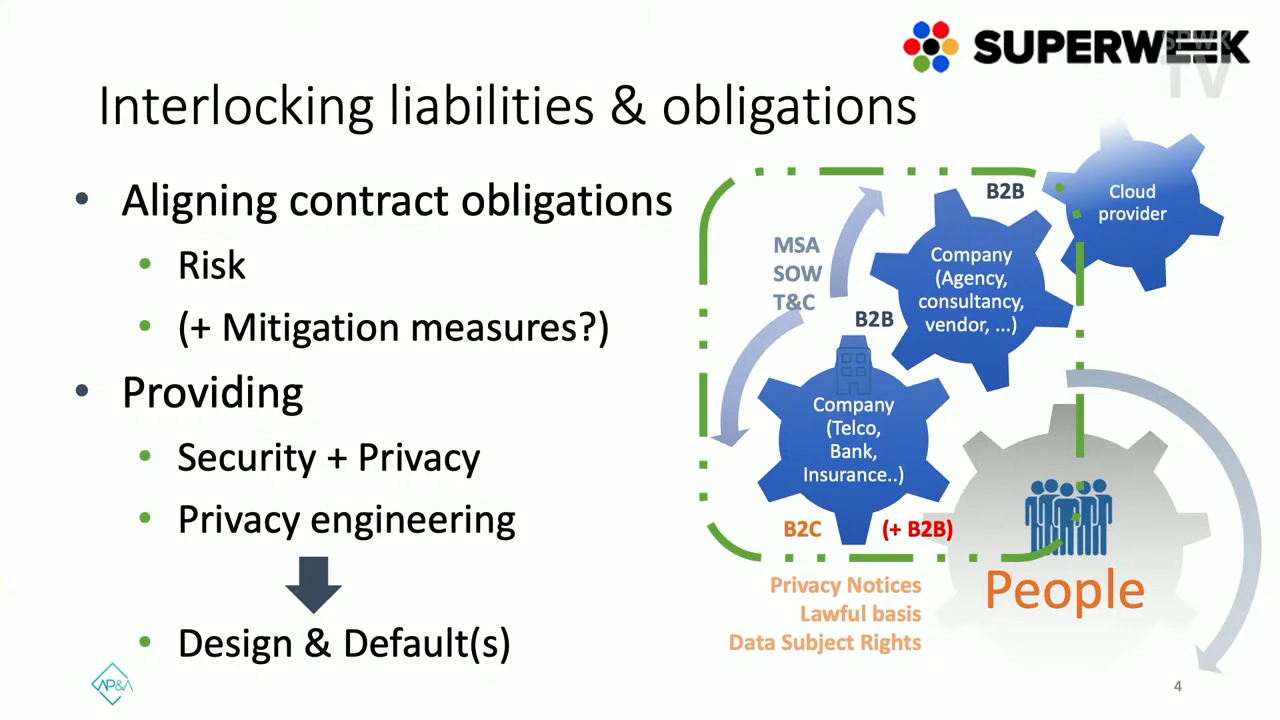 SUPERWEEK
SPWK
TV
Interlocking liabilities & obligations
• Aligning contract obligations
• Risk
• (+ Mitigation measures?)
• Providing
• Security + Privacy
• Privacy engineering
• Design & Default(s)
B2B
Cloud
provider
MSA
SOW
T&C
Company
(Agency,
consultancy,
vendor, ...)
B2B
Company
(Telco,
Bank,
Insurance..)
B2C
(+ B2B)
Privacy Notices
Lawful basis
Data Subject Rights
People
AP&A
4